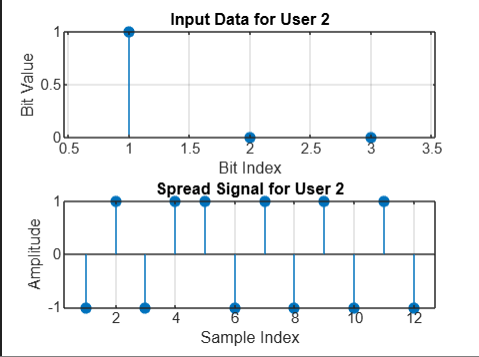 Input Data for User 2
1
0.5
0
Bit Value
0.5 1 1.5 2 2.5 3 3.5
Bit Index
Spread Signal for User 2
1
0
-1
Amplitude
2 4 6 8 10 12
Sample Index